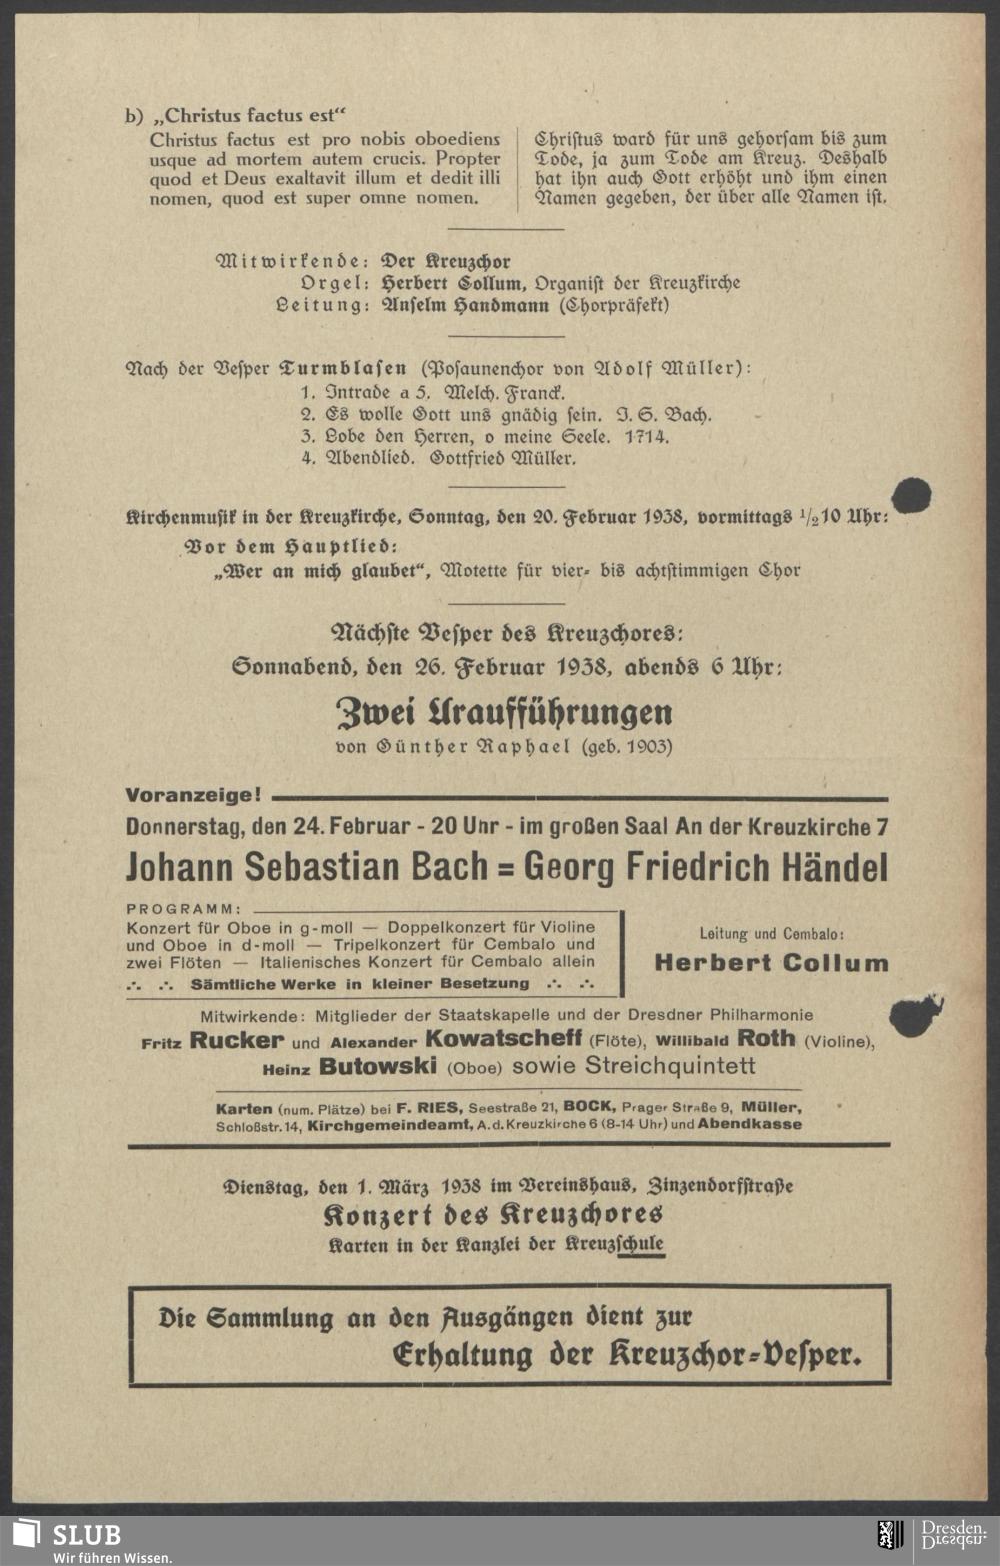 b) „Christus factus est“
Christus factus est pro nobis oboediens
usque ad mortem autem crucis. Propter
quod et Deus exaltavit illum et dedit illi
nomen, quod est super omne nomen.
Christus ward für uns gehorsam bis zum
Tode, ja zum Tode am Kreuz. Deshalb
hat ihn auch Gott erhöht und ihm einen
Namen gegeben, der über alle Namen ist.
Mitwirkende: Der Kreuzchor
Orgel: Herbert Collum, Organist der Kreuzkirche
Leitung: Anselm Handmann (Chorpräfekt)
Nach der Vesper Turmblasen (Posaunenchor von Adolf Müller):
1. Intrade a 5. Melch. Franck.
2. Es wolle Gott uns gnädig sein. J. S. Bach.
3. Lobe den Herren, o meine Seele. 1714.
4. Abendlied. Gottfried Müller.
Kirchenmusik in der Kreuzkirche, Sonntag, den 20. Februar 1938, vormittags 1/2 10 Uhr:
Vor dem Hauptlied:
„Wer an mich glaubet“, Motette für vier- bis achtstimmigen Chor
Nächste Vesper des Kreuzchores:
Sonnabend, den 26. Februar 1938, abends 6 Uhr:
Zwei Uraufführungen
von Günther Raphael (geb. 1903)
Voranzeige!
Donnerstag, den 24. Februar - 20 Uhr - im großen Saal An der Kreuzkirche 7
Johann Sebastian Bach = Georg Friedrich Händel
PROGRAMM:
Konzert für Oboe in g-moll — Doppelkonzert für Violine
und Oboe in d-moll — Tripelkonzert für Cembalo und
zwei Flöten — Italienisches Konzert für Cembalo allein
∴ ∴ Sämtliche Werke in kleiner Besetzung ∴ ∴
Leitung und Cembalo:
Herbert Collum
Mitwirkende: Mitglieder der Staatskapelle und der Dresdner Philharmonie
Fritz Rucker und Alexander Kowatscheff (Flöte), Willibald Roth (Violine),
Heinz Butowski (Oboe) sowie Streichquintett
Karten (num. Plätze) bei F. RIES, Seestraße 21, BOCK, Prager Straße 9, Müller,
Schloßstr. 14, Kirchgemeindeamt, A. d. Kreuzkirche 6 (8-14 Uhr) und Abendkasse
Dienstag, den 1. März 1938 im Vereinshaus, Zinzendorfstraße
Konzert des Kreuzchores
Karten in der Kanzlei der Kreuzschule
Die Sammlung an den Ausgängen dient zur
Erhaltung der Kreuzchor-Vesper.
SLUB
Wir führen Wissen.
Dresden.
Dresden.